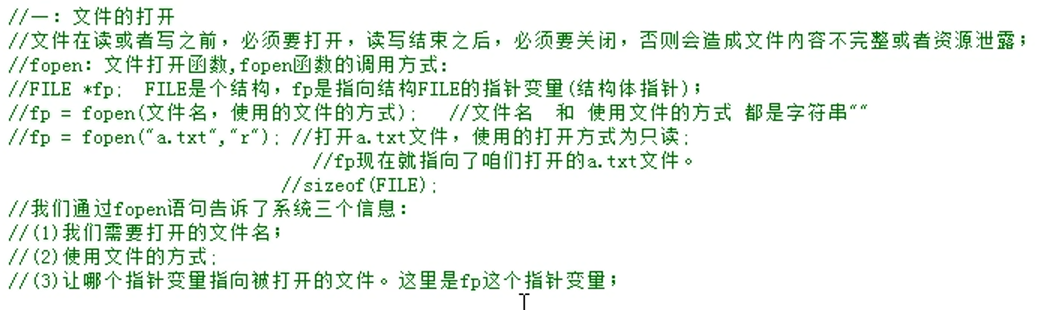 //一：文件的打开
//文件在读或者写之前，必须要打开，读写结束之后，必须要关闭，否则会造成文件内容不完整或者资源泄露；
//fopen：文件打开函数,fopen函数的调用方式：
//FILE *fp;  FILE是个结构，fp是指向结构FILE的指针变量(结构体指针)；
//fp = fopen(文件名，使用的文件的方式);   //文件名  和 使用文件的方式 都是字符串""
//fp = fopen("a.txt","r"); //打开a.txt文件，使用的打开方式为只读;
//fp现在就指向了咱们打开的a.txt文件。
//sizeof(FILE);
//我们通过fopen语句告诉了系统三个信息：
//(1)我们需要打开的文件名；
//(2)使用文件的方式;
//(3)让哪个指针变量指向被打开的文件。这里是fp这个指针变量；